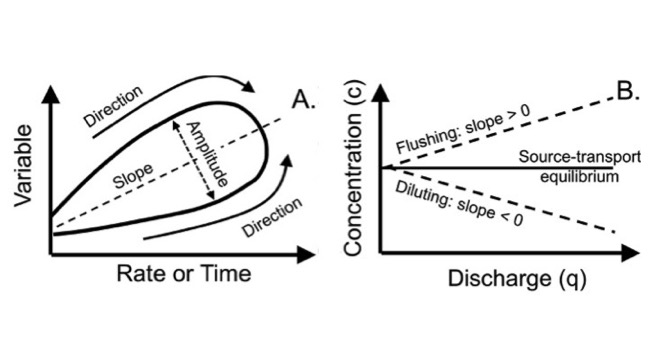 A.
Direction
Amplitude
Slope
Direction
Variable
Rate or Time
B.
Flushing: slope > 0
Source-transport
equilibrium
Diluting: slope < 0
Concentration (c)
Discharge (q)